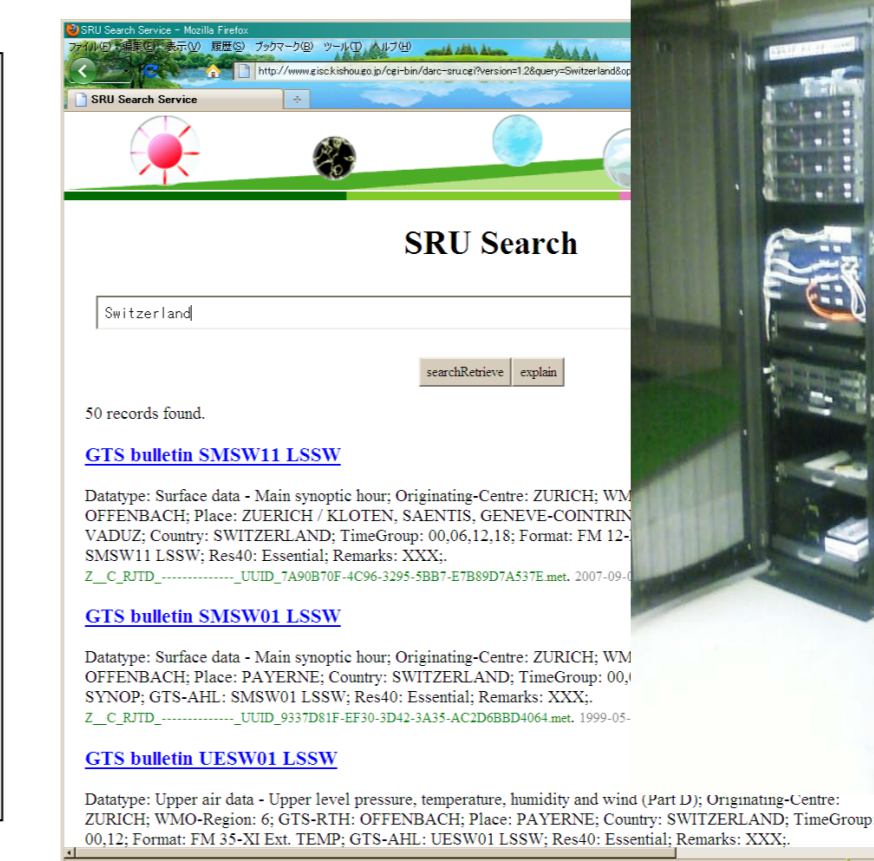 SRU Search Service - Mozilla Firefox
ファイル(F) 編集(E) 表示(V) 履歴(S) ブックマーク(B) ツール(T) ヘルプ(H)
http://www.gisc.kishou.go.jp/cgi-bin/darc-sru.cgi?version=1.2&query=Switzerland&op
SRU Search Service
SRU Search
Switzerland
searchRetrieve explain
50 records found.
GTS bulletin SMSW11 LSSW
Datatype: Surface data - Main synoptic hour; Originating-Centre: ZURICH; WM
OFFENBACH; Place: ZUERICH / KLOTEN, SAENTIS, GENEVE-COINTRIN
VADUZ; Country: SWITZERLAND; TimeGroup: 00,06,12,18; Format: FM 12-
SMSW11 LSSW; Res40: Essential; Remarks: XXX;.
Z__C_RJTD_--------------_UUID_7A90B70F-4C96-3295-5BB7-E7B89D7A537E.met. 2007-09-0
GTS bulletin SMSW01 LSSW
Datatype: Surface data - Main synoptic hour; Originating-Centre: ZURICH; WM
OFFENBACH; Place: PAYERNE; Country: SWITZERLAND; TimeGroup: 00,
SYNOP; GTS-AHL: SMSW01 LSSW; Res40: Essential; Remarks: XXX;.
Z__C_RJTD_--------------_UUID_9337D81F-EF30-3D42-3A35-AC2D6BBD4064.met. 1999-05-
GTS bulletin UESW01 LSSW
Datatype: Upper air data - Upper level pressure, temperature, humidity and wind (Part D); Originating-Centre:
ZURICH; WMO-Region: 6; GTS-RTH: OFFENBACH; Place: PAYERNE; Country: SWITZERLAND; TimeGroup:
00,12; Format: FM 35-XI Ext. TEMP; GTS-AHL: UESW01 LSSW; Res40: Essential; Remarks: XXX;.